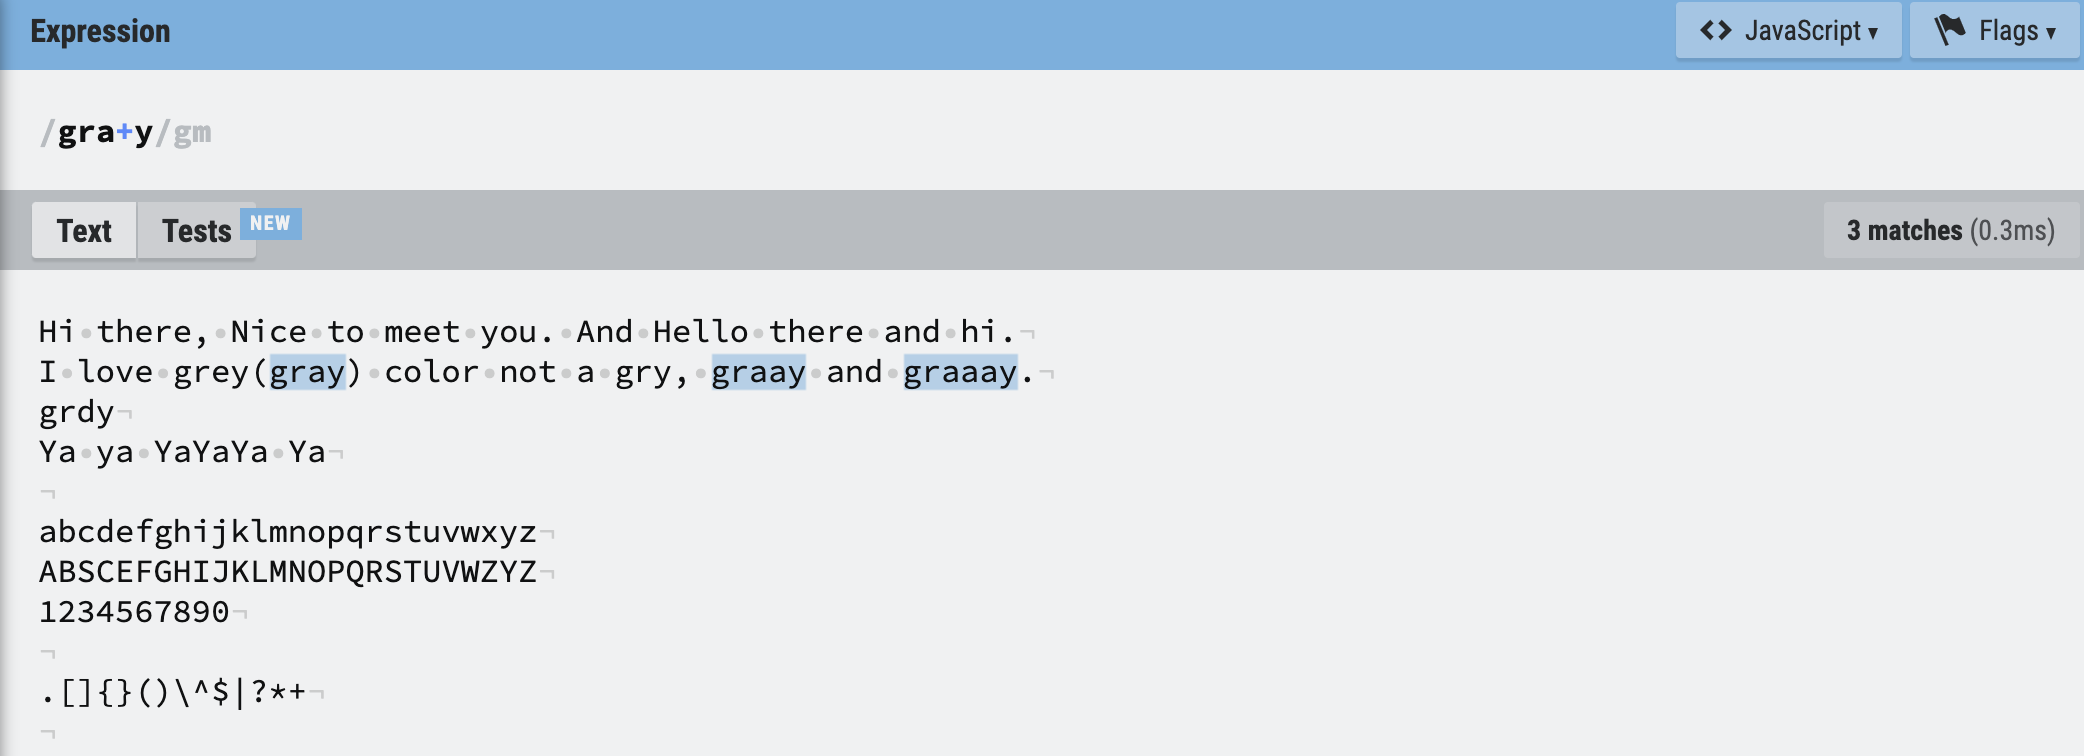 Expression
<> JavaScript ▾
Flags ▾
/gra+y/gm
Text
Tests
NEW
3 matches (0.3ms)
Hi•there,•Nice•to•meet•you.•And•Hello•there•and•hi.¬
I•love•grey(gray)•color•not•a•gry,•graay•and•graaay.¬
grdy¬
Ya•ya•YaYaYa•Ya¬
¬
abcdefghijklmnopqrstuvwxyz¬
ABSCEFGHIJKLMNOPQRSTUVWZYZ¬
1234567890¬
¬
.[]{}()\^$|?*+¬
¬